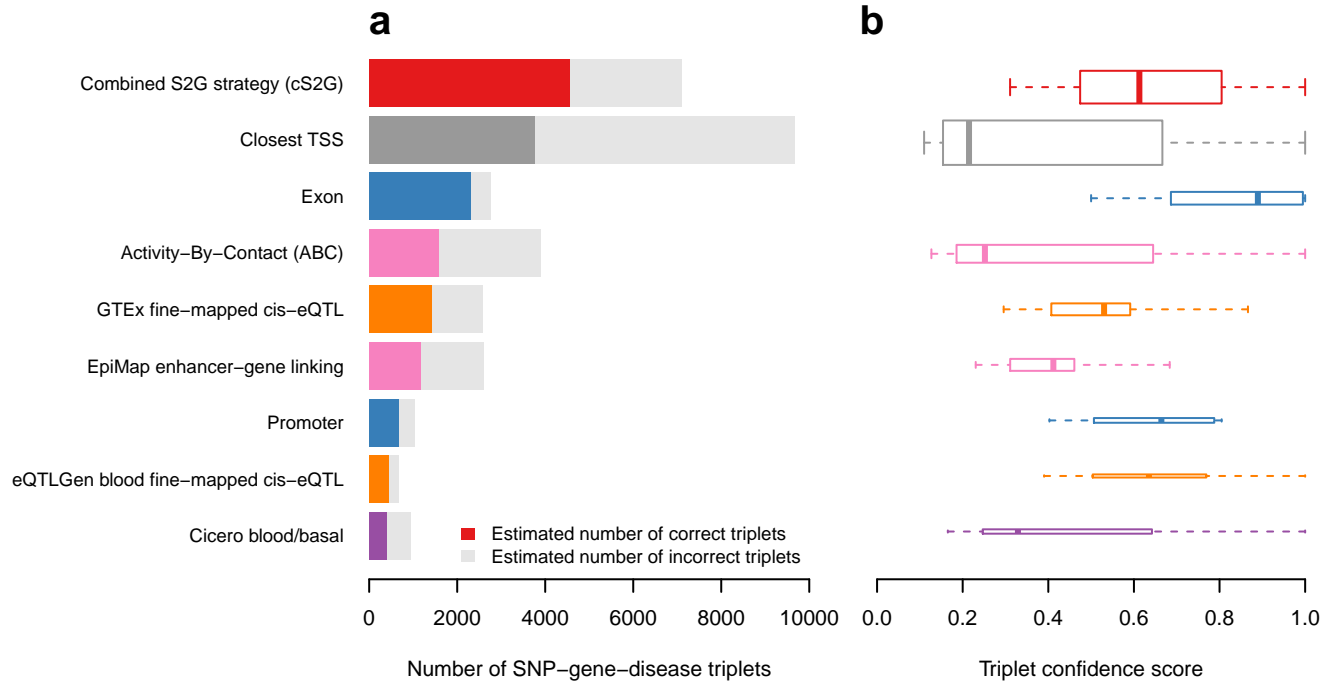 a
b
Combined S2G strategy (cS2G)
Closest TSS
Exon
Activity−By−Contact (ABC)
GTEx fine−mapped cis−eQTL
EpiMap enhancer−gene linking
Promoter
eQTLGen blood fine−mapped cis−eQTL
Cicero blood/basal
Estimated number of correct triplets
Estimated number of incorrect triplets
0 2000 4000 6000 8000 10000
Number of SNP−gene−disease triplets
0.0 0.2 0.4 0.6 0.8 1.0
Triplet confidence score